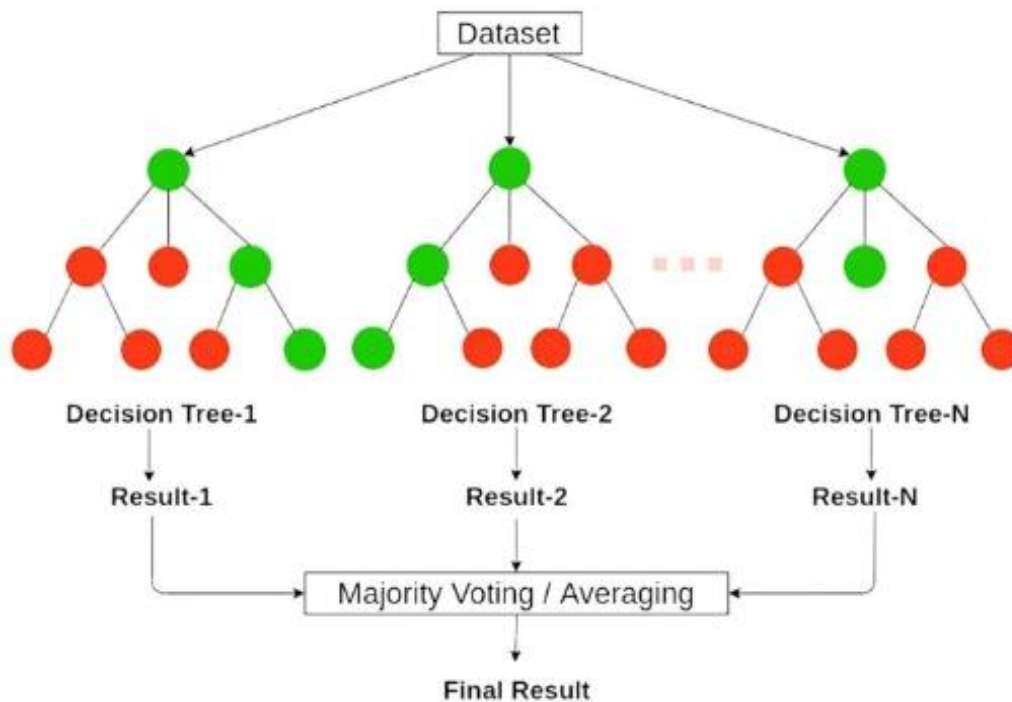 Dataset
Decision Tree-1
Decision Tree-2
Decision Tree-N
Result-1
Result-2
Result-N
Majority Voting / Averaging
Final Result